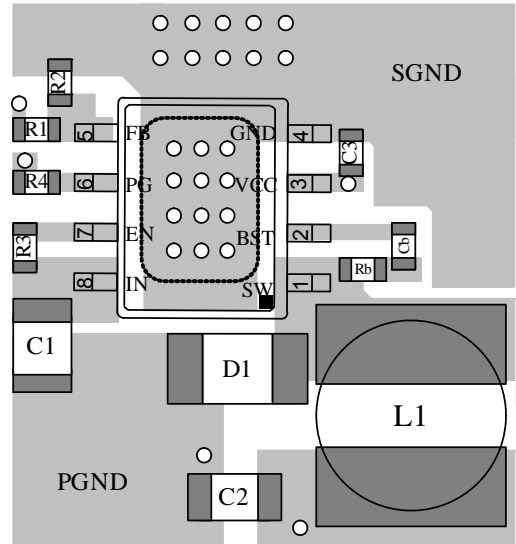 SGND
R2
R1
5
FB
GND
4
C3
R4
6
PG
VCC
3
R3
7
EN
BST
2
Cb
Rb
8
IN
SW
1
C1
D1
L1
PGND
C2